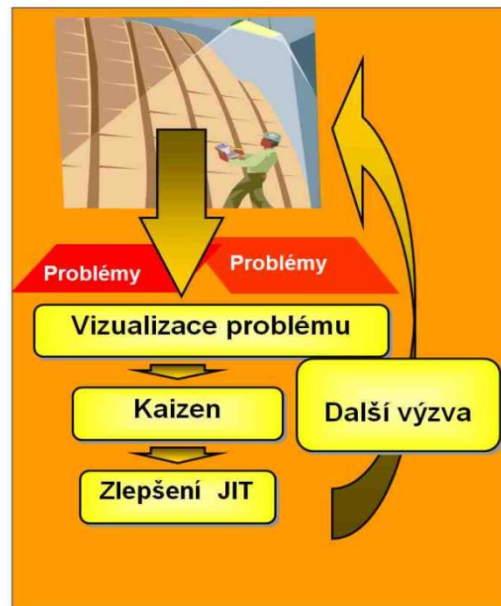 Problémy
Problémy
Vizualizace problému
Kaizen
Další výzva
Zlepšení JIT